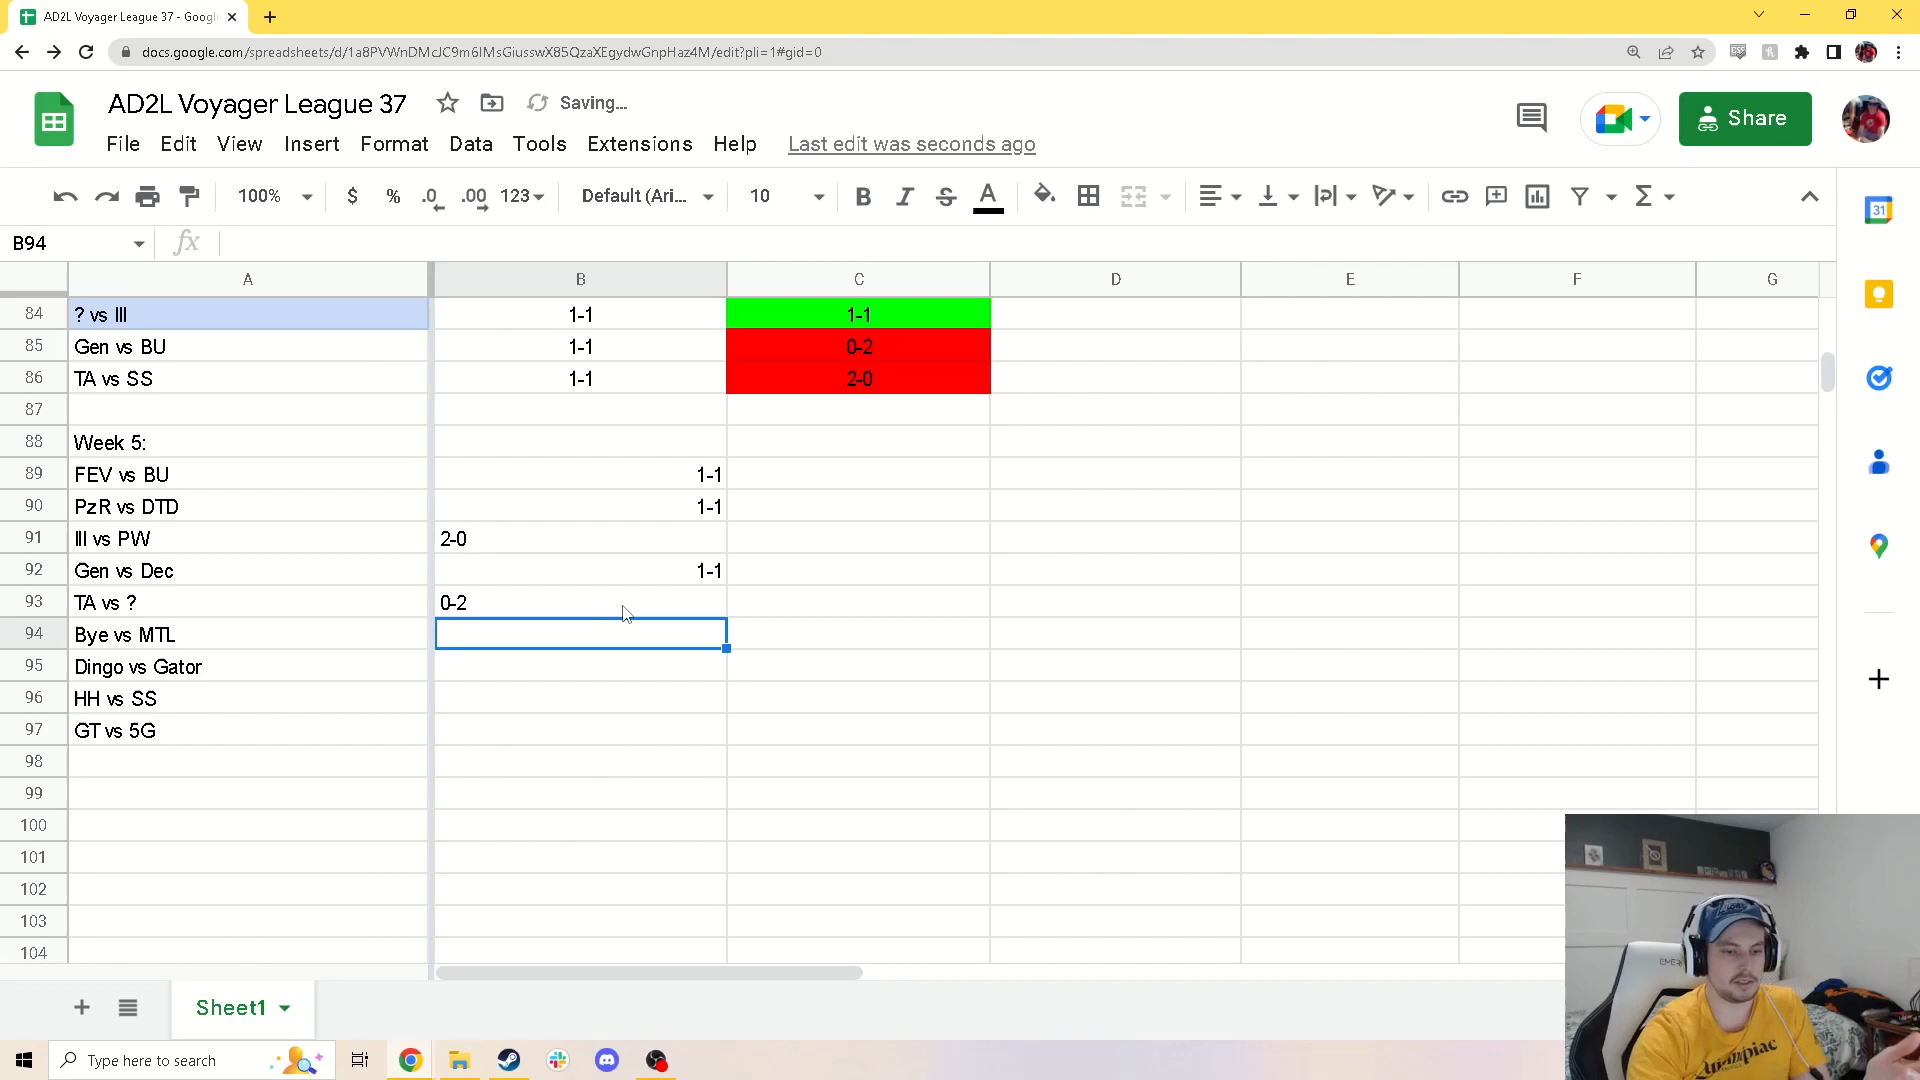 AD2L Voyager League 37 - Googl
docs.google.com/spreadsheets/d/1a8PVWnDMcJC9m6IMsGiusswX85QzaXEgydwGnpHaz4M/edit?pli=1#gid=0
AD2L Voyager League 37
Saving...
Share
File Edit View Insert Format Data Tools Extensions Help Last edit was seconds ago
100% $ % .0 .00 123 Default (Ari... 10 B I S A
B94 fx
A B C D E F G
84 ? vs III 1-1 1-1
85 Gen vs BU 1-1 0-2
86 TA vs SS 1-1 2-0
87
88 Week 5:
89 FEV vs BU 1-1
90 PzR vs DTD 1-1
91 III vs PW 2-0
92 Gen vs Dec 1-1
93 TA vs ? 0-2
94 Bye vs MTL
95 Dingo vs Gator
96 HH vs SS
97 GT vs 5G
98
99
100
101
102
103
104
Sheet1
Type here to search
31